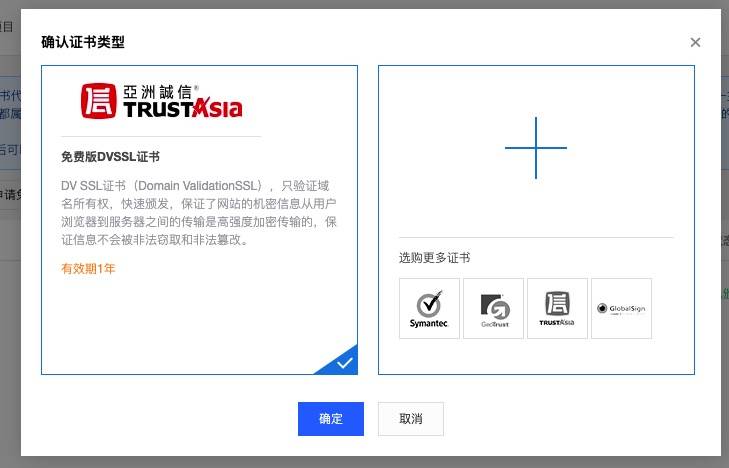 项目
确认证书类型
亞洲誠信®
TRUSTAsia
免费版DVSSL证书
DV SSL证书（Domain ValidationSSL），只验证域
名所有权，快速颁发，保证了网站的机密信息从用户
浏览器到服务器之间的传输是高强度加密传输的，保
证信息不会被非法窃取和非法篡改。
有效期1年
选购更多证书
Symantec.
GeoTrust
TRUSTAsia
GlobalSign
确定
取消